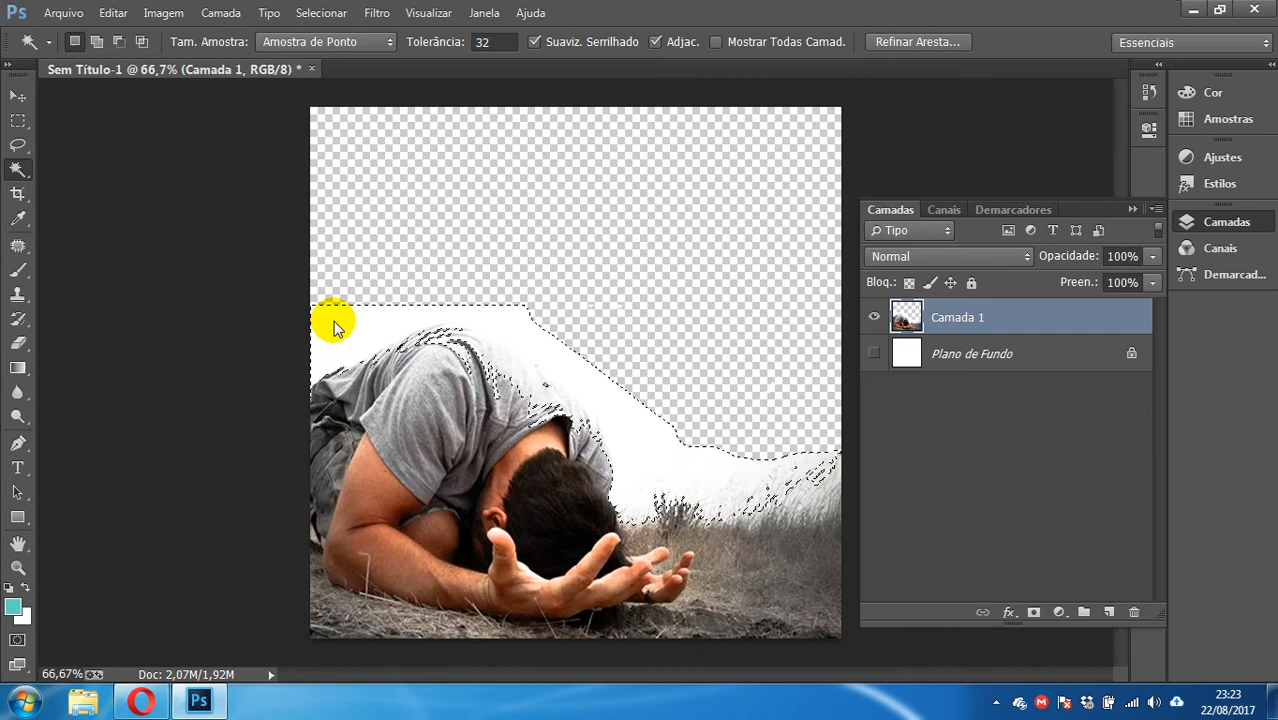 Ps Arquivo Editar Imagem Camada Tipo Selecionar Filtro Visualizar Janela Ajuda
Tam. Amostra: Amostra de Ponto Tolerância: 32 Suaviz. Serrilhado Adjac. Mostrar Todas Camad. Refinar Aresta... Essenciais
Sem Título-1 @ 66,7% (Camada 1, RGB/8) * ×
Cor
Amostras
Ajustes
Estilos
Camadas
Canais
Demarcad...
Camadas Canais Demarcadores
Tipo
Normal Opacidade: 100%
Bloq.: Preen.: 100%
Camada 1
Plano de Fundo
fx
T
66,67% Doc: 2,07M/1,92M
Ps
23:23
22/08/2017